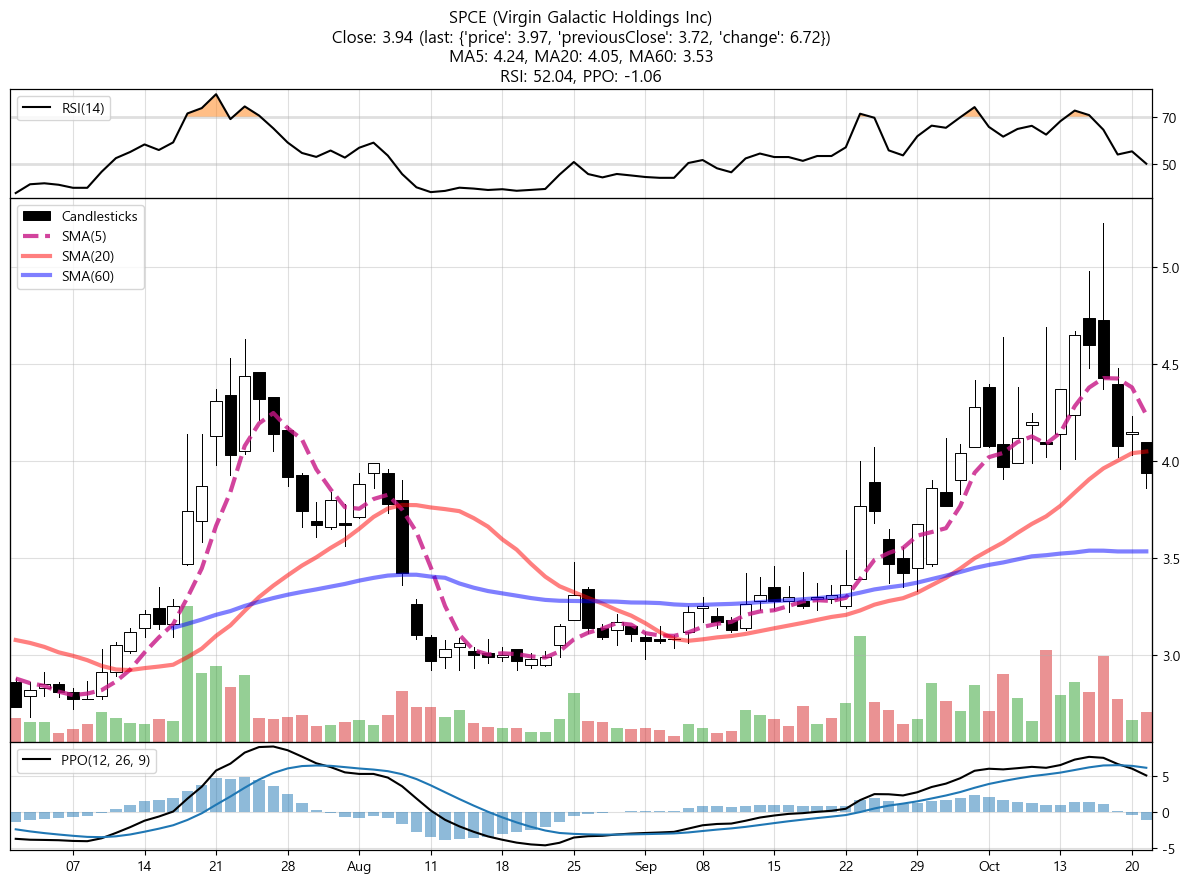 SPCE (Virgin Galactic Holdings Inc)
Close: 3.94 (last: {'price': 3.97, 'previousClose': 3.72, 'change': 6.72})
MA5: 4.24, MA20: 4.05, MA60: 3.53
RSI: 52.04, PPO: -1.06
RSI(14)
70
50
Candlesticks
SMA(5)
SMA(20)
SMA(60)
5.0
4.5
4.0
3.5
3.0
PPO(12, 26, 9)
5
0
-5
07 14 21 28 Aug 11 18 25 Sep 08 15 22 29 Oct 13 20